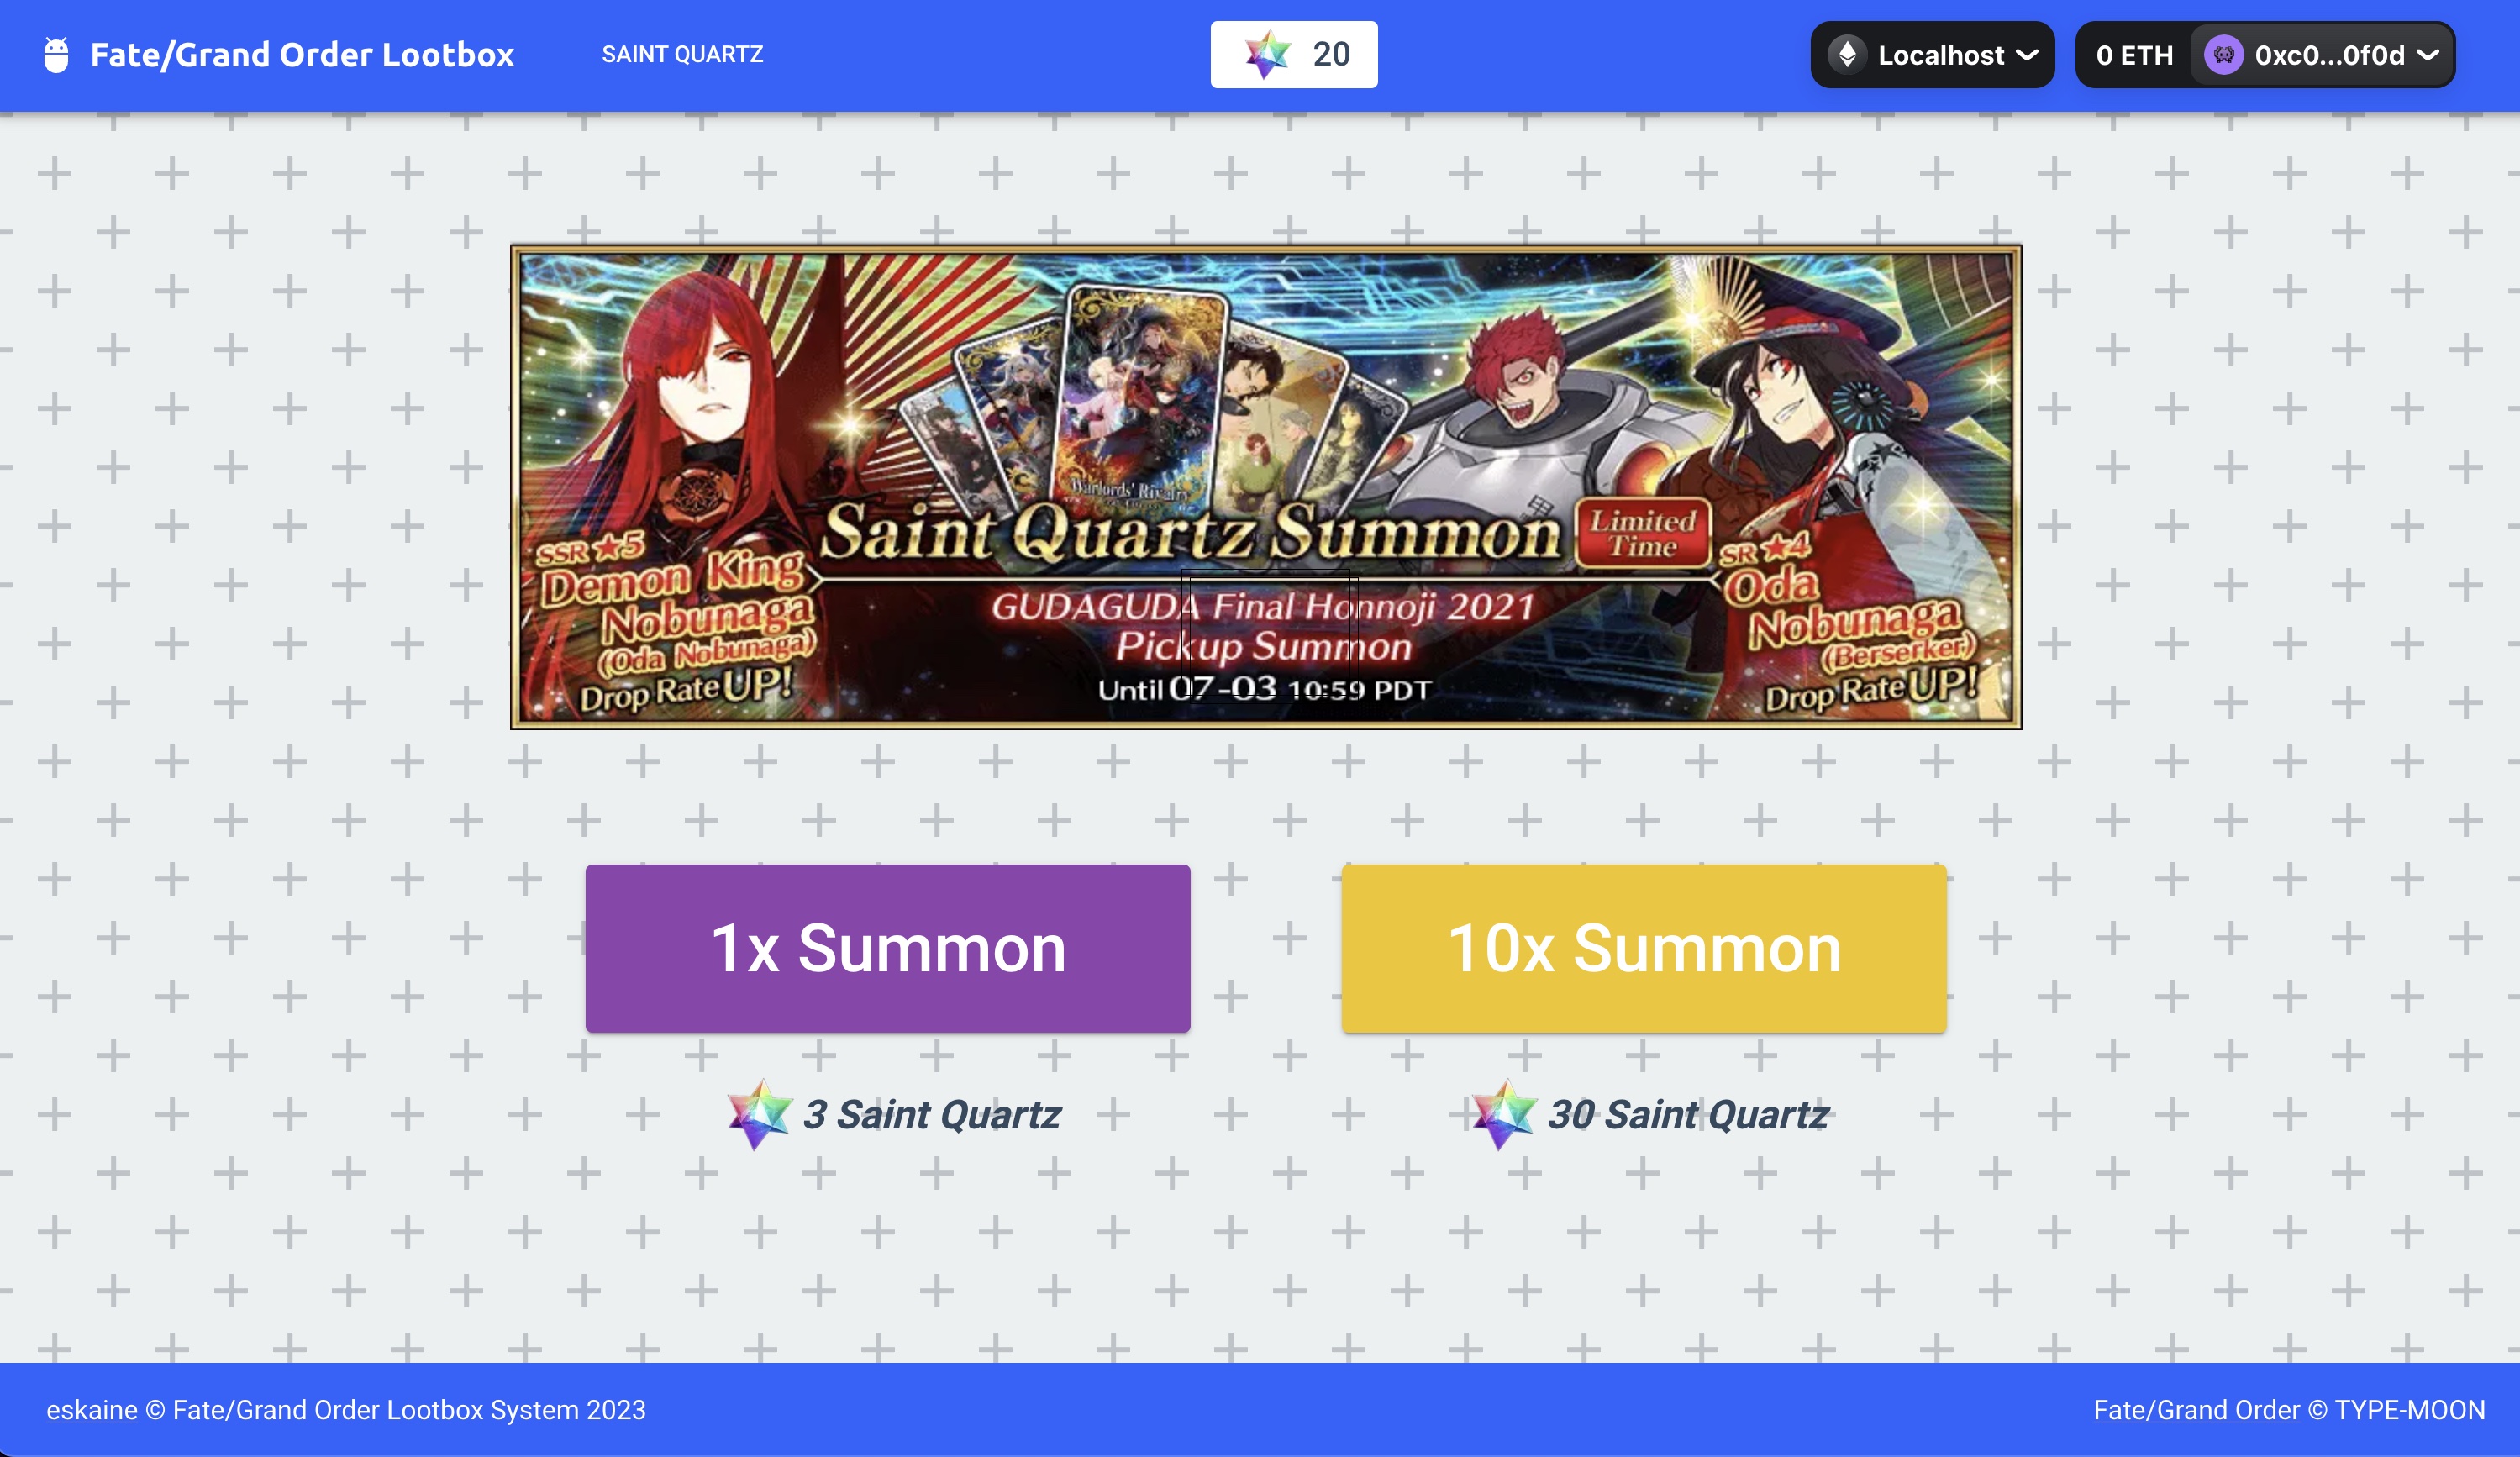 Fate/Grand Order Lootbox
SAINT QUARTZ
20
Localhost
0 ETH
0xc0...0f0d
Warlords' Rivalry
Saint Quartz Summon
Limited
Time
SSR ★5
Demon King
Nobunaga
(Oda Nobunaga)
Drop Rate UP!
GUDAGUDA Final Honnoji 2021
Pickup Summon
Until 07-03 10:59 PDT
SR ★4
Oda
Nobunaga
(Berserker)
Drop Rate UP!
1x Summon
10x Summon
3 Saint Quartz
30 Saint Quartz
eskaine © Fate/Grand Order Lootbox System 2023
Fate/Grand Order © TYPE-MOON